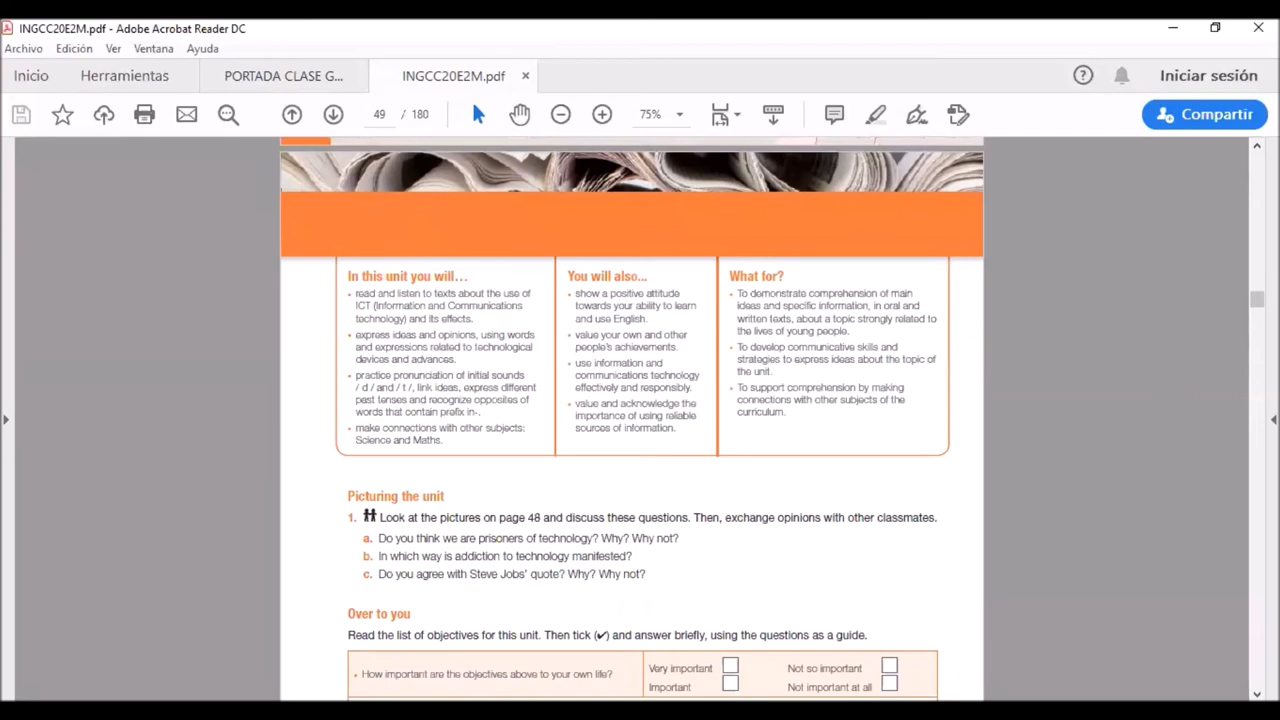 INGCC20E2M.pdf - Adobe Acrobat Reader DC
Archivo Edición Ver Ventana Ayuda
Inicio Herramientas PORTADA CLASE G... INGCC20E2M.pdf × Iniciar sesión
49 / 180 75% Compartir
In this unit you will…
• read and listen to texts about the use of
ICT (Information and Communications
technology) and its effects.
• express ideas and opinions, using words
and expressions related to technological
devices and advances.
• practice pronunciation of initial sounds
/ d / and / t /, link ideas, express different
past tenses and recognize opposites of
words that contain prefix in-.
• make connections with other subjects:
Science and Maths.
You will also...
• show a positive attitude
towards your ability to learn
and use English.
• value your own and other
people's achievements.
• use information and
communications technology
effectively and responsibly.
• value and acknowledge the
importance of using reliable
sources of information.
What for?
• To demonstrate comprehension of main
ideas and specific information, in oral and
written texts, about a topic strongly related to
the lives of young people.
• To develop communicative skills and
strategies to express ideas about the topic of
the unit.
• To support comprehension by making
connections with other subjects of the
curriculum.
Picturing the unit
1. Look at the pictures on page 48 and discuss these questions. Then, exchange opinions with other classmates.
a. Do you think we are prisoners of technology? Why? Why not?
b. In which way is addiction to technology manifested?
c. Do you agree with Steve Jobs' quote? Why? Why not?
Over to you
Read the list of objectives for this unit. Then tick (✓) and answer briefly, using the questions as a guide.
• How important are the objectives above to your own life?
Very important Not so important
Important Not important at all